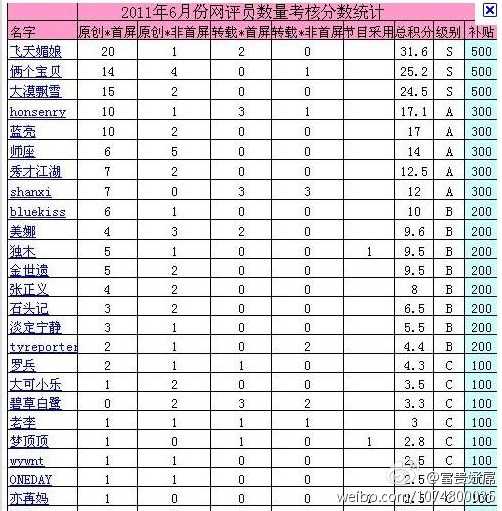 2011年6月份网评员数量考核分数统计
名字 原创*首屏 原创*非首屏 转载*首屏 转载*非首屏 节目采用 总积分 级别 补贴
飞天媚娘 20 1 2 0 31.6 S 500
俩个宝贝 14 4 0 1 25.2 S 500
大漠飘雪 15 2 0 0 24.5 S 500
honsenry 10 1 3 1 17.1 A 300
蓝亮 10 2 0 0 17 A 300
师座 6 5 0 0 14 A 300
秀才江湖 7 2 0 0 12.5 A 300
shanxi 7 0 3 3 12 A 300
bluekiss 6 1 0 0 10 B 200
美娜 4 3 2 0 9.6 B 200
独木 5 1 0 0 1 9.5 B 200
金世遗 5 2 0 0 9.5 B 200
张正义 4 2 0 0 8 B 200
石头记 3 2 0 0 6.5 B 200
淡定宁静 3 1 0 0 5.5 B 200
tyreporter 2 1 0 2 4.4 B 200
罗兵 2 1 1 0 4.3 C 100
大可小乐 1 2 0 0 3.5 C 100
碧草白鹭 0 2 3 2 3.3 C 100
老李 1 1 1 1 3 C 100
梦顶顶 1 0 1 0 1 2.8 C 100
wywnt 1 1 0 0 2.5 C 100
ONEDAY 1 1 0 0 2.5 C 100
亦苒妈 1 0 0 0 2.5 C 100